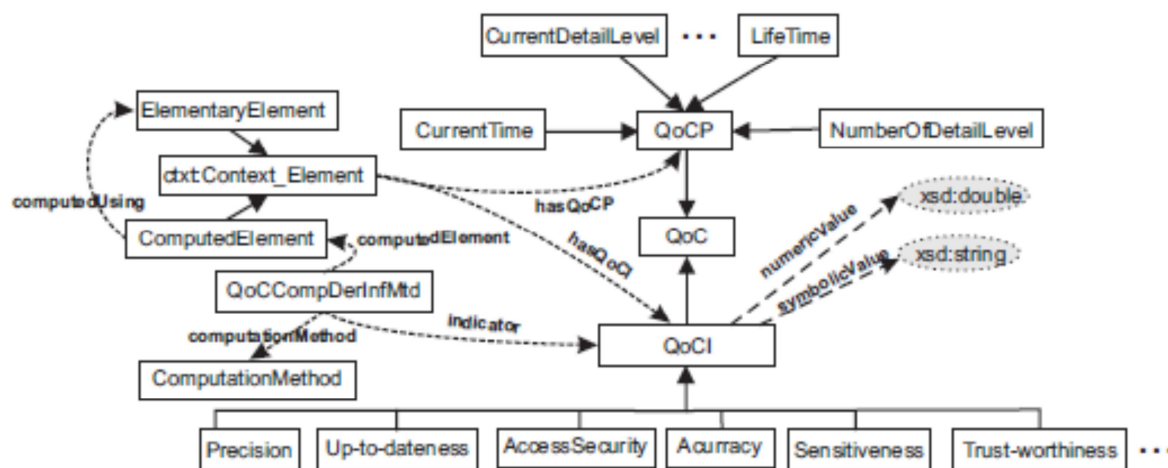 CurrentDetailLevel ••• LifeTime
ElementaryElement
CurrentTime QoCP NumberOfDetailLevel
ctxt:Context_Element
computedUsing hasQoCP xsd:double
ComputedElement computedElement hasQoCI QoC numericValue xsd:string
symbolicValue
QoCCompDerInfMtd
computationMethod indicator QoCI
ComputationMethod
Precision Up-to-dateness AccessSecurity Acurracy Sensitiveness Trust-worthiness •••